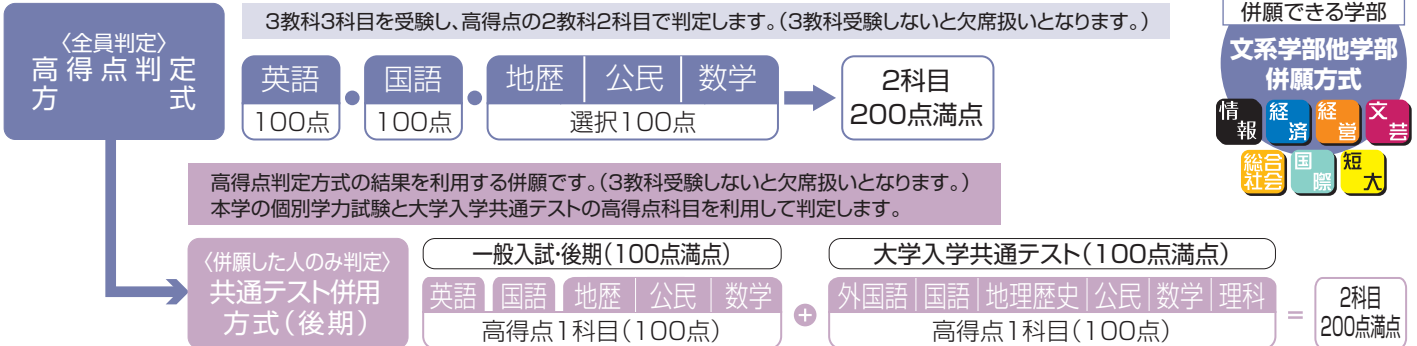 3教科3科目を受験し、高得点の2教科2科目で判定します。（3教科受験しないと欠席扱いとなります。）
〈全員判定〉
高得点判定
方式
英語
100点
国語
100点
地歴 公民 数学
選択100点
2科目
200点満点
併願できる学部
文系学部他学部
併願方式
情報 経済 経営 文芸
総合社会 国際 短大
高得点判定方式の結果を利用する併願です。（3教科受験しないと欠席扱いとなります。）
本学の個別学力試験と大学入学共通テストの高得点科目を利用して判定します。
〈併願した人のみ判定〉
共通テスト併用
方式（後期）
一般入試・後期（100点満点）
英語 国語 地歴 公民 数学
高得点1科目（100点）
+
大学入学共通テスト（100点満点）
外国語 国語 地理歴史 公民 数学 理科
高得点1科目（100点）
=
2科目
200点満点